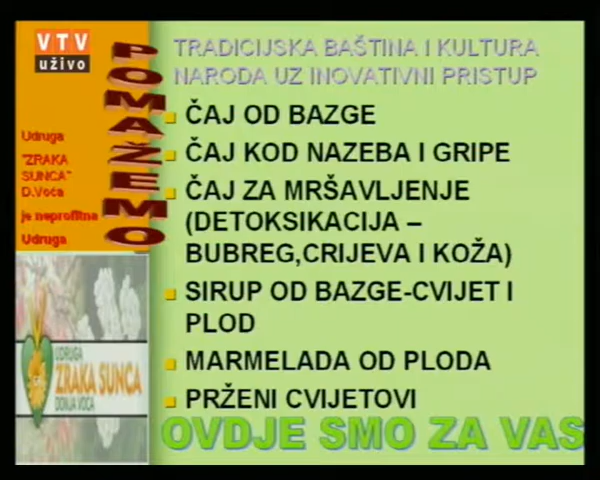 VTV
uživo
POMAŽEMO
Udruga
"ZRAKA
SUNCA"
D.Voća
je neprofitna
Udruga
UDRUGA
ZRAKA SUNCA
DONJA VOĆA
TRADICIJSKA BAŠTINA I KULTURA
NARODA UZ INOVATIVNI PRISTUP
ČAJ OD BAZGE
ČAJ KOD NAZEBA I GRIPE
ČAJ ZA MRŠAVLJENJE
(DETOKSIKACIJA –
BUBREG,CRIJEVA I KOŽA)
SIRUP OD BAZGE-CVIJET I
PLOD
MARMELADA OD PLODA
PRŽENI CVIJETOVI
OVDJE SMO ZA VAS